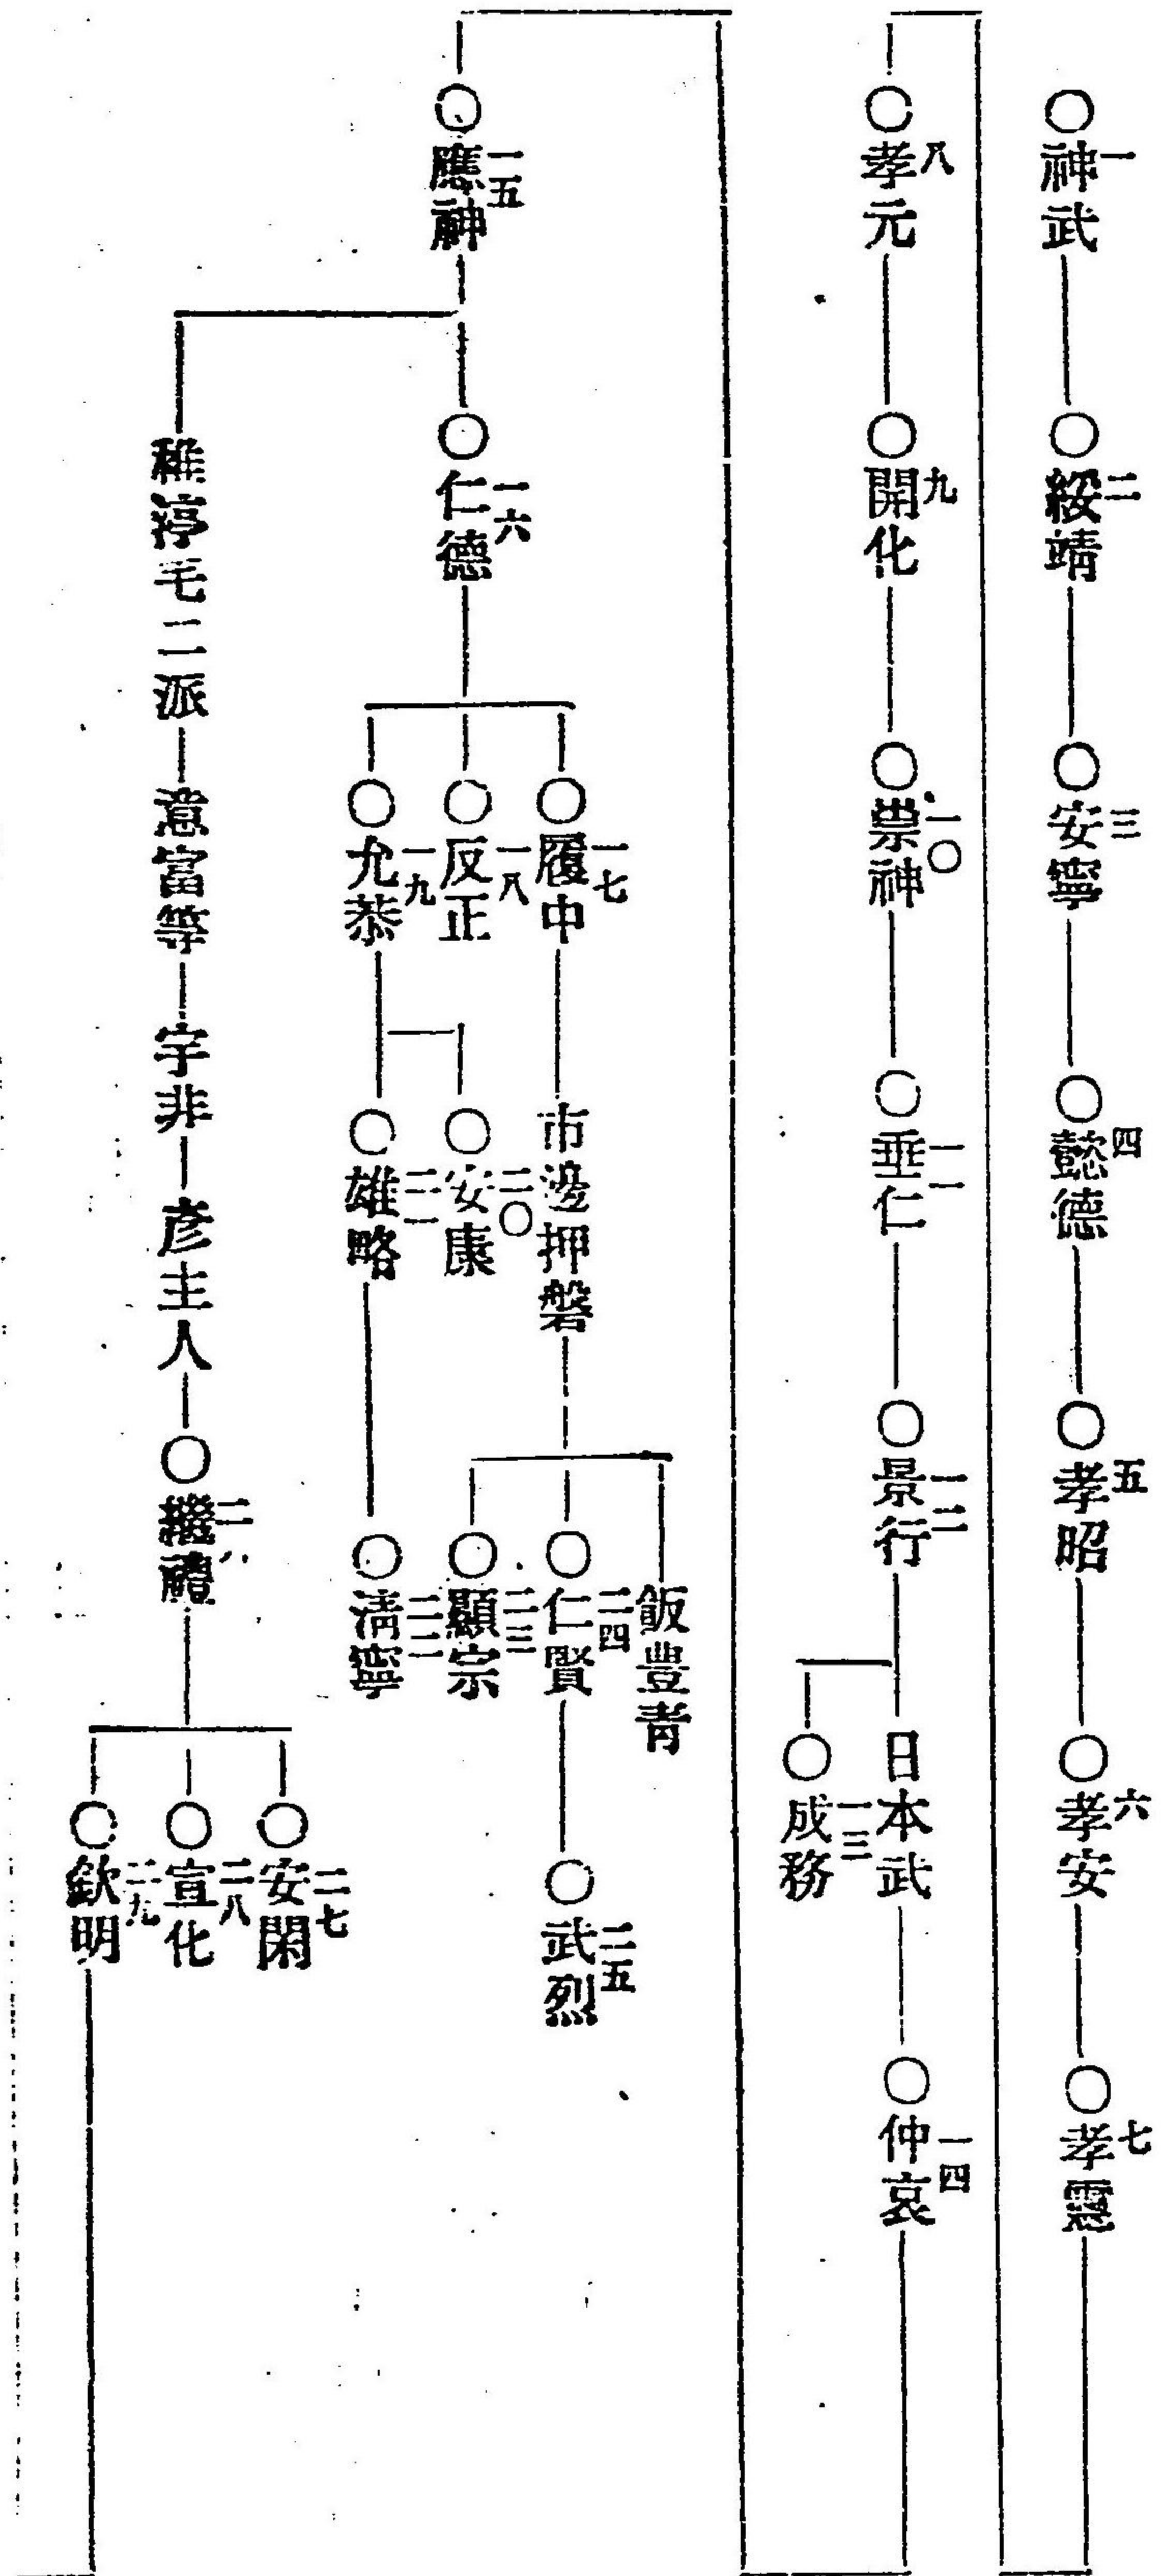 ○神武 一
○綏靖 二
○安寧 三
○懿德 四
○孝昭 五
○孝安 六
○孝靈 七
○孝元 八
○開化 九
○崇神 一〇
○垂仁 一一
○景行 一二
日本武
○成務 一三
○仲哀 一四
○應神 一五
○仁德 一六
○履中 一七
○反正 一八
○允恭 一九
市邊押磐
○安康 二〇
○雄略 二一
飯豊青
○仁賢 二四
○顯宗 二三
○淸寧 二二
○武烈 二五
稚渟毛二派
意富等
宇非
彥主人
○繼體
○安閑 二七
○宣化 二八
○欽明 二九